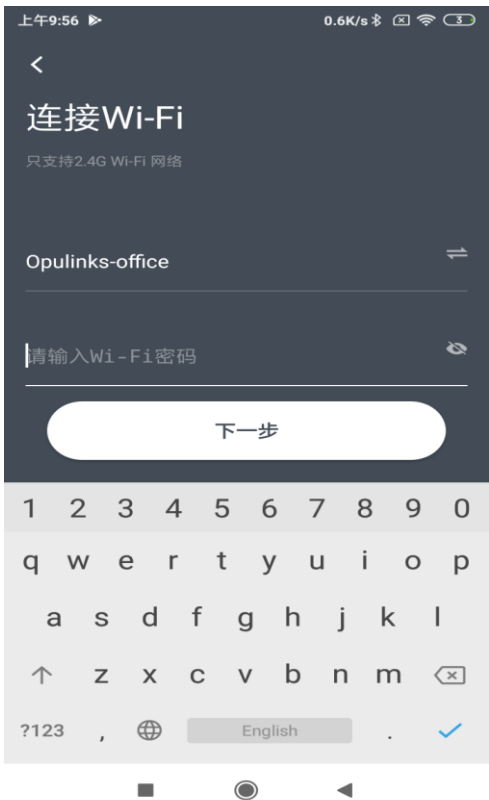 上午9:56
0.6K/s
3
连接Wi-Fi
只支持2.4G Wi-Fi 网络
Opulinks-office
请输入Wi-Fi密码
下一步
1 2 3 4 5 6 7 8 9 0
q w e r t y u i o p
a s d f g h j k l
z x c v b n m
?123 , English .